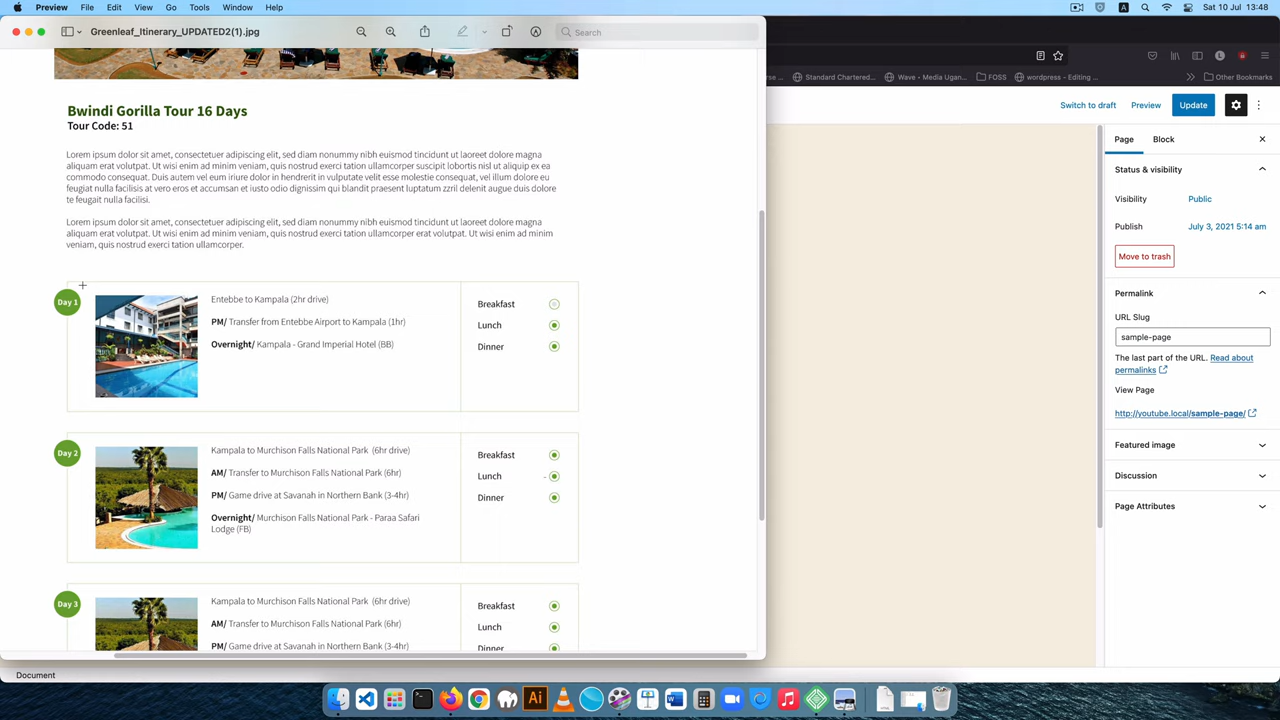 Preview File Edit View Go Tools Window Help
A
Sat 10 Jul 13:48
Greenleaf_Itinerary_UPDATED2(1).jpg
Search
Standard Chartered...
Wave • Media Ugan...
FOSS
wordpress - Editing ...
Other Bookmarks
Switch to draft
Preview
Update
Bwindi Gorilla Tour 16 Days
Tour Code: 51
Lorem ipsum dolor sit amet, consectetuer adipiscing elit, sed diam nonummy nibh euismod tincidunt ut laoreet dolore magna
aliquam erat volutpat. Ut wisi enim ad minim veniam, quis nostrud exerci tation ullamcorper suscipit lobortis nisl ut aliquip ex ea
commodo consequat. Duis autem vel eum iriure dolor in hendrerit in vulputate velit esse molestie consequat, vel illum dolore eu
feugiat nulla facilisis at vero eros et accumsan et iusto odio dignissim qui blandit praesent luptatum zzril delenit augue duis dolore
te feugait nulla facilisi.
Lorem ipsum dolor sit amet, consectetuer adipiscing elit, sed diam nonummy nibh euismod tincidunt ut laoreet dolore magna
aliquam erat volutpat. Ut wisi enim ad minim veniam, quis nostrud exerci tation ullamcorper erat volutpat. Ut wisi enim ad minim
veniam, quis nostrud exerci tation ullamcorper.
Day 1
Entebbe to Kampala (2hr drive)
PM/ Transfer from Entebbe Airport to Kampala (1hr)
Overnight/ Kampala - Grand Imperial Hotel (BB)
Breakfast
Lunch
Dinner
Day 2
Kampala to Murchison Falls National Park (6hr drive)
AM/ Transfer to Murchison Falls National Park (6hr)
PM/ Game drive at Savanah in Northern Bank (3-4hr)
Overnight/ Murchison Falls National Park - Paraa Safari
Lodge (FB)
Breakfast
Lunch -
Dinner
Day 3
Kampala to Murchison Falls National Park (6hr drive)
AM/ Transfer to Murchison Falls National Park (6hr)
PM/ Game drive at Savanah in Northern Bank (3-4hr)
Breakfast
Lunch
Dinner
Page
Block
Status & visibility
Visibility
Public
Publish
July 3, 2021 5:14 am
Move to trash
Permalink
URL Slug
sample-page
The last part of the URL. Read about
permalinks
View Page
http://youtube.local/sample-page/
Featured image
Discussion
Page Attributes
Document
Ai